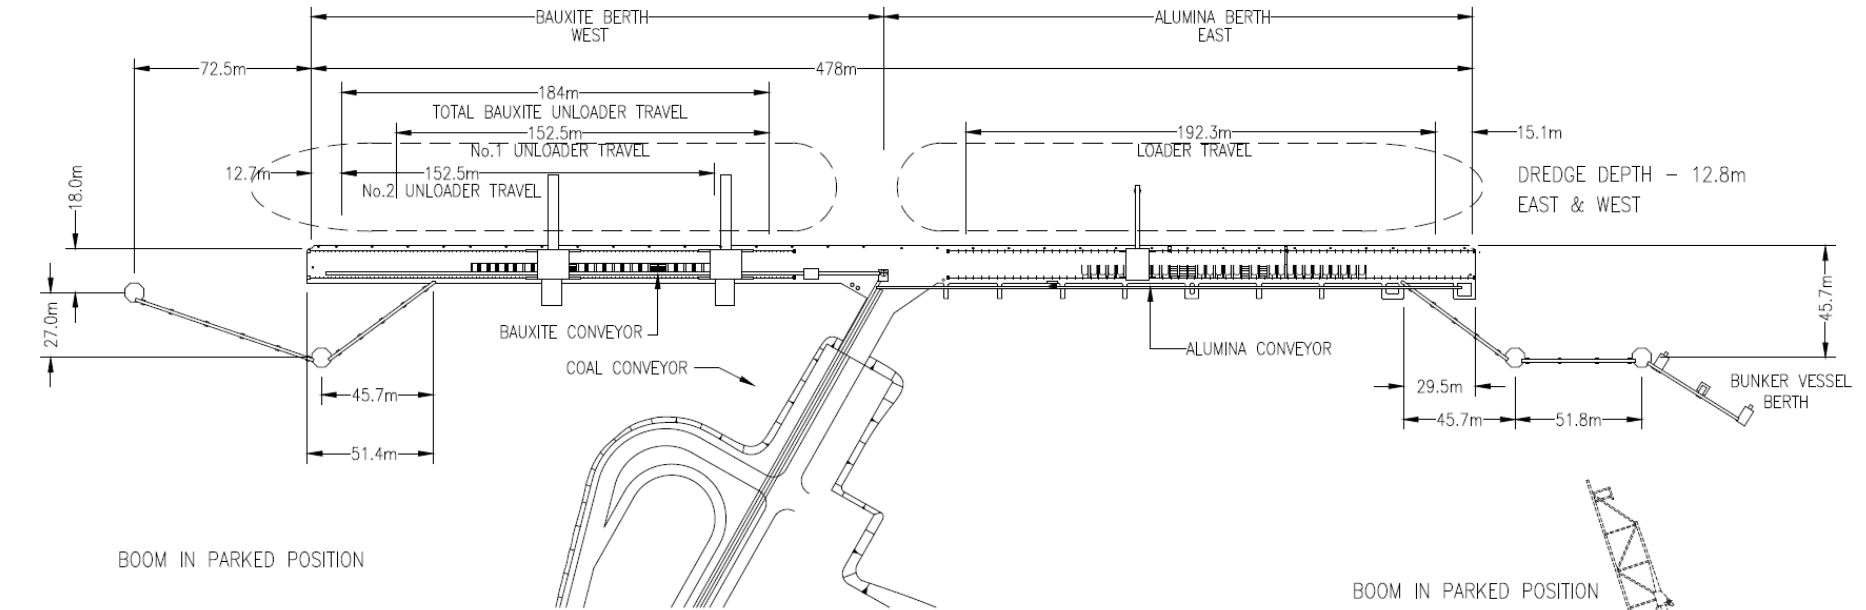 BAUXITE BERTH
WEST
ALUMINA BERTH
EAST
72.5m
478m
184m
TOTAL BAUXITE UNLOADER TRAVEL
152.5m
No.1 UNLOADER TRAVEL
192.3m
LOADER TRAVEL
15.1m
12.7m
152.5m
No.2 UNLOADER TRAVEL
DREDGE DEPTH - 12.8m
EAST & WEST
18.0m
27.0m
45.7m
BAUXITE CONVEYOR
COAL CONVEYOR
ALUMINA CONVEYOR
45.7m
51.4m
29.5m
45.7m
51.8m
BUNKER VESSEL
BERTH
BOOM IN PARKED POSITION
BOOM IN PARKED POSITION